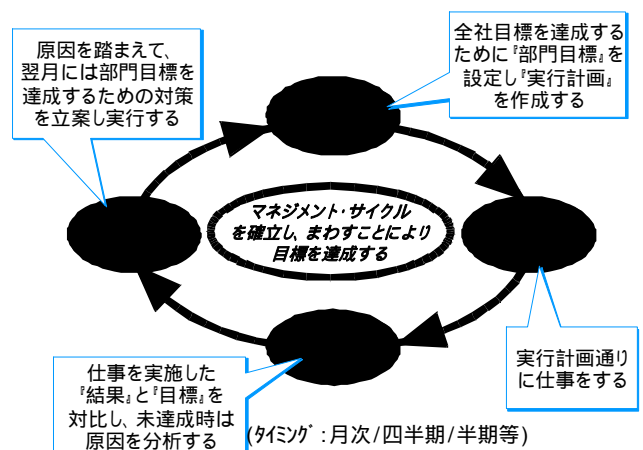 原因を踏まえて、
翌月には部門目標を
達成するための対策
を立案し実行する
全社目標を達成する
ために『部門目標』を
設定し『実行計画』
を作成する
マネジメント・サイクル
を確立し、まわすことにより
目標を達成する
実行計画通り
に仕事をする
仕事を実施した
『結果』と『目標』を
対比し、未達成時は
原因を分析する
(ﾀｲﾐﾝｸﾞ:月次/四半期/半期等)